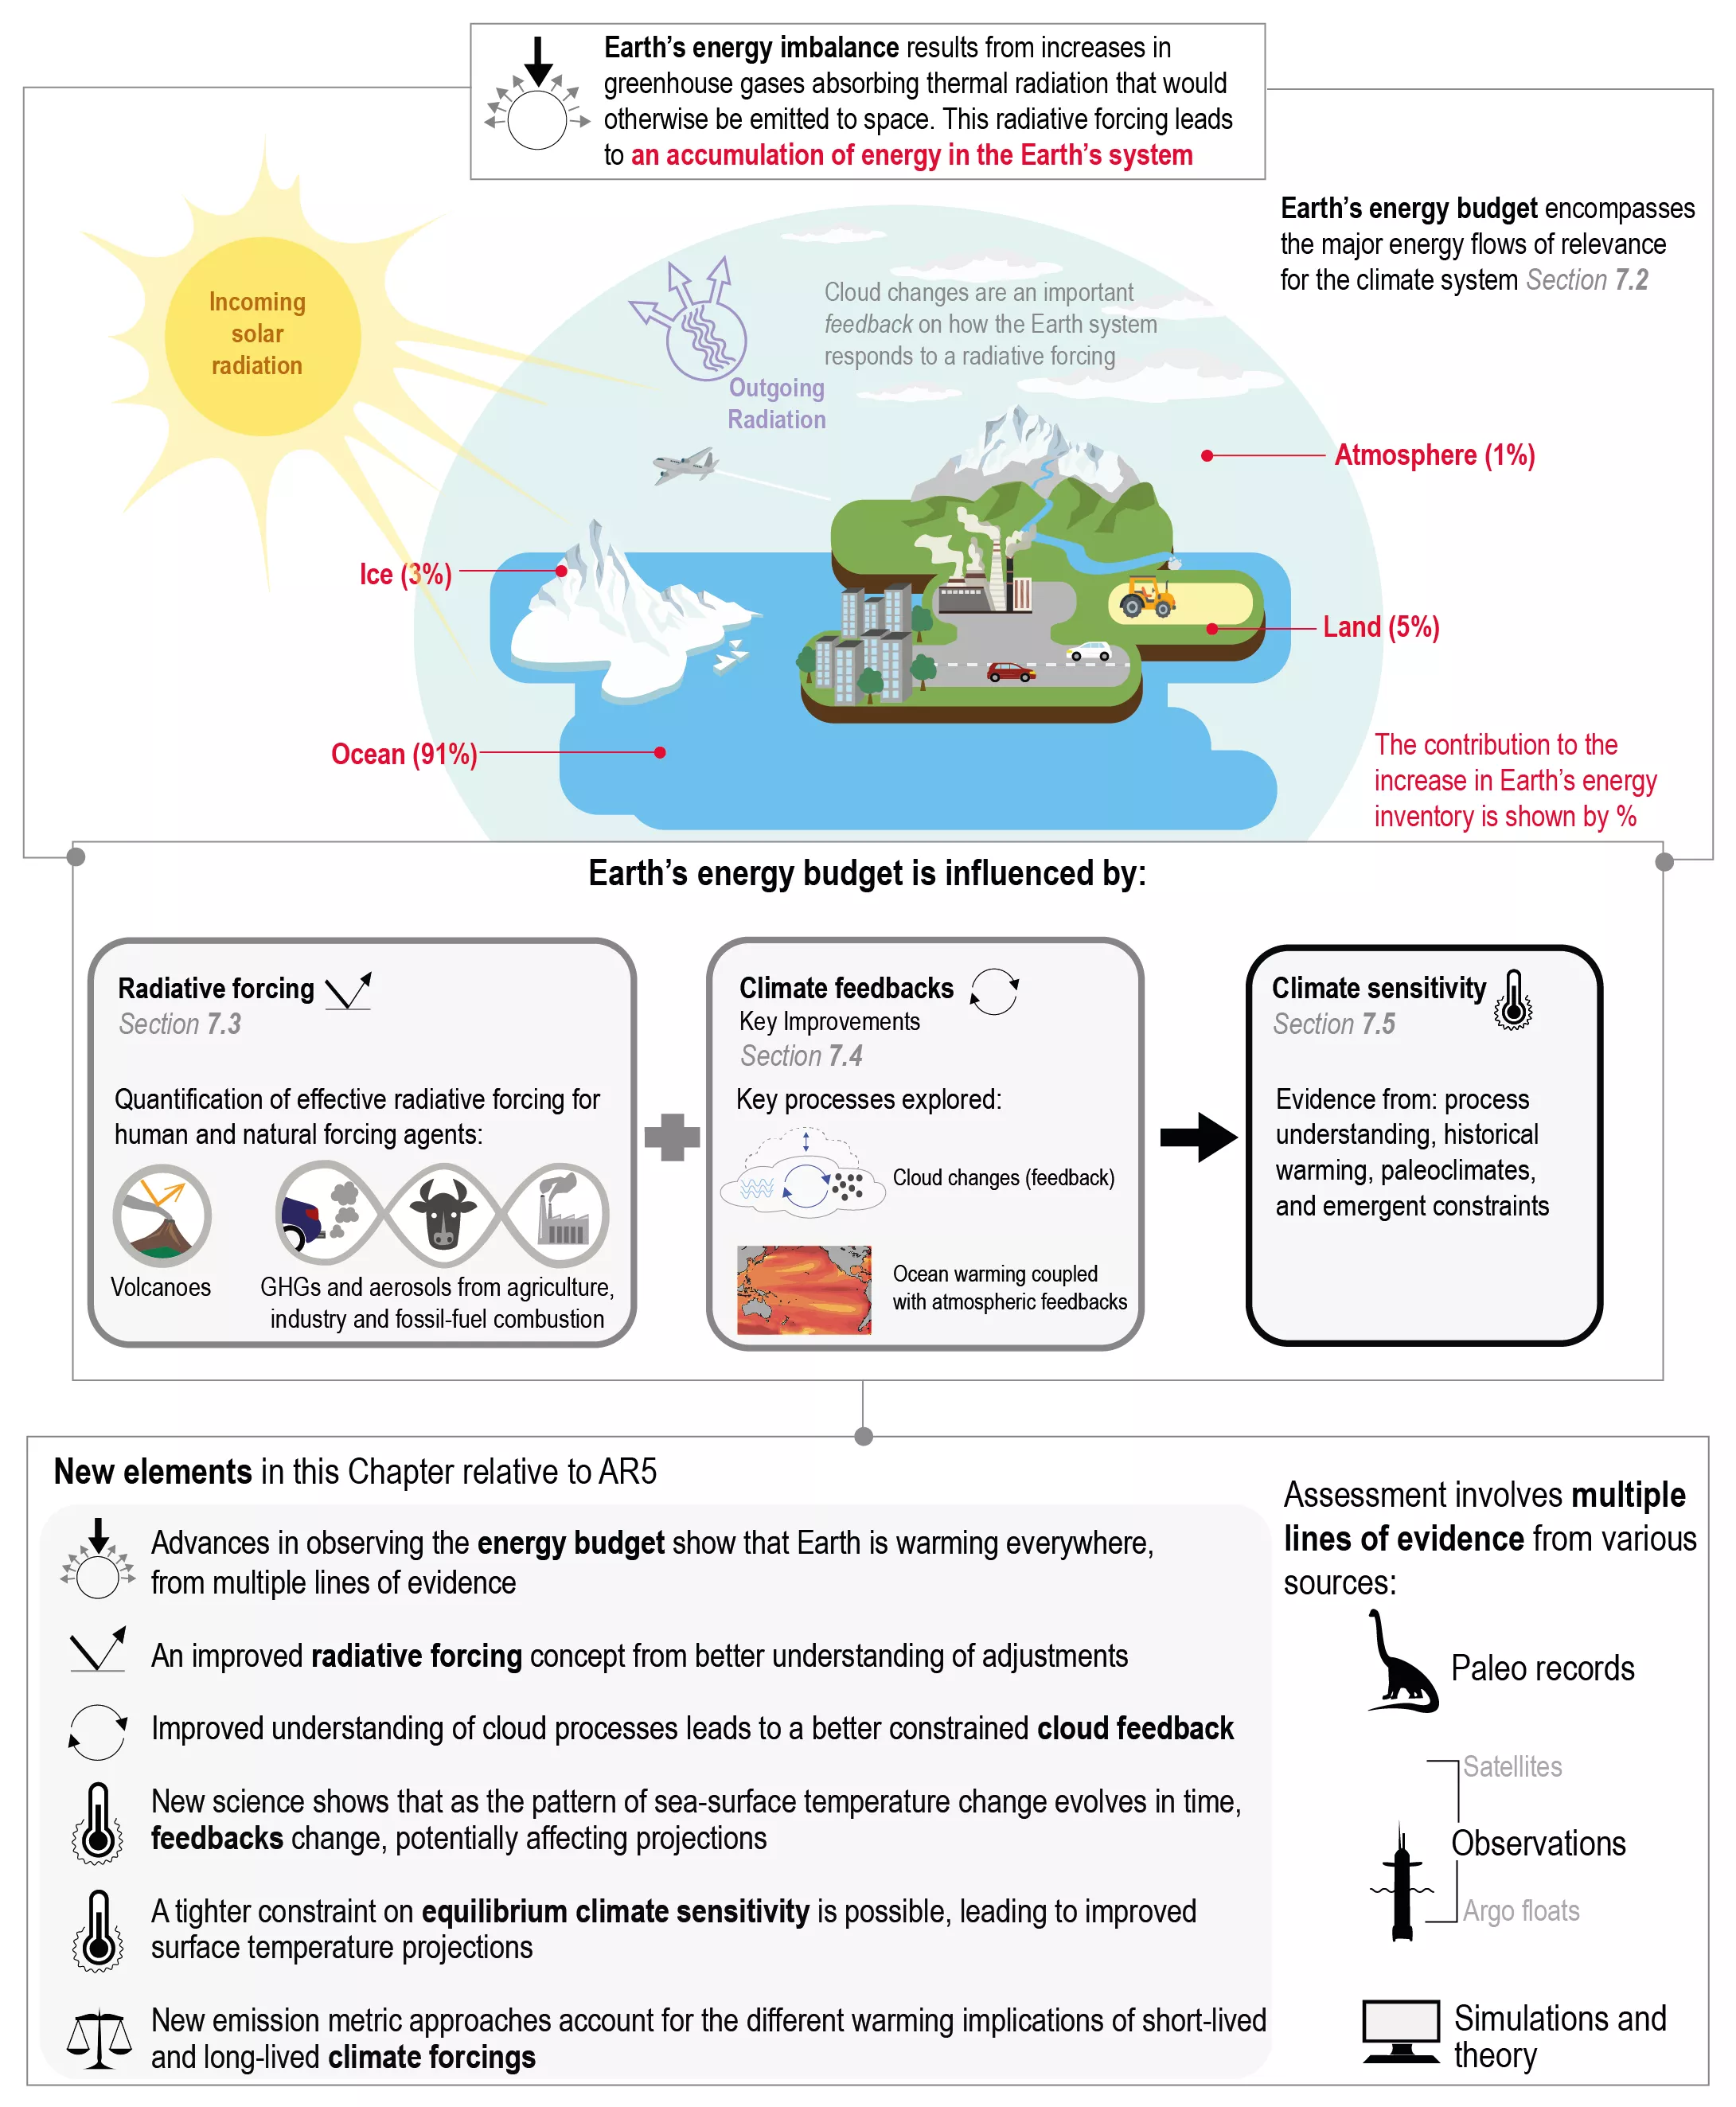 Earth's energy imbalance results from increases in
greenhouse gases absorbing thermal radiation that would
otherwise be emitted to space. This radiative forcing leads
to an accumulation of energy in the Earth's system
Earth's energy budget encompasses
the major energy flows of relevance
for the climate system Section 7.2
Incoming
solar
radiation
Cloud changes are an important
feedback on how the Earth system
responds to a radiative forcing
Outgoing
Radiation
Atmosphere (1%)
Ice (3%)
Land (5%)
Ocean (91%)
The contribution to the
increase in Earth's energy
inventory is shown by %
Earth's energy budget is influenced by:
Radiative forcing
Section 7.3
Quantification of effective radiative forcing for
human and natural forcing agents:
Volcanoes
GHGs and aerosols from agriculture,
industry and fossil-fuel combustion
Climate feedbacks
Key Improvements
Section 7.4
Key processes explored:
Cloud changes (feedback)
Ocean warming coupled
with atmospheric feedbacks
Climate sensitivity
Section 7.5
Evidence from: process
understanding, historical
warming, paleoclimates,
and emergent constraints
New elements in this Chapter relative to AR5
Advances in observing the energy budget show that Earth is warming everywhere,
from multiple lines of evidence
An improved radiative forcing concept from better understanding of adjustments
Improved understanding of cloud processes leads to a better constrained cloud feedback
New science shows that as the pattern of sea-surface temperature change evolves in time,
feedbacks change, potentially affecting projections
A tighter constraint on equilibrium climate sensitivity is possible, leading to improved
surface temperature projections
New emission metric approaches account for the different warming implications of short-lived
and long-lived climate forcings
Assessment involves multiple
lines of evidence from various
sources:
Paleo records
Satellites
Observations
Argo floats
Simulations and
theory